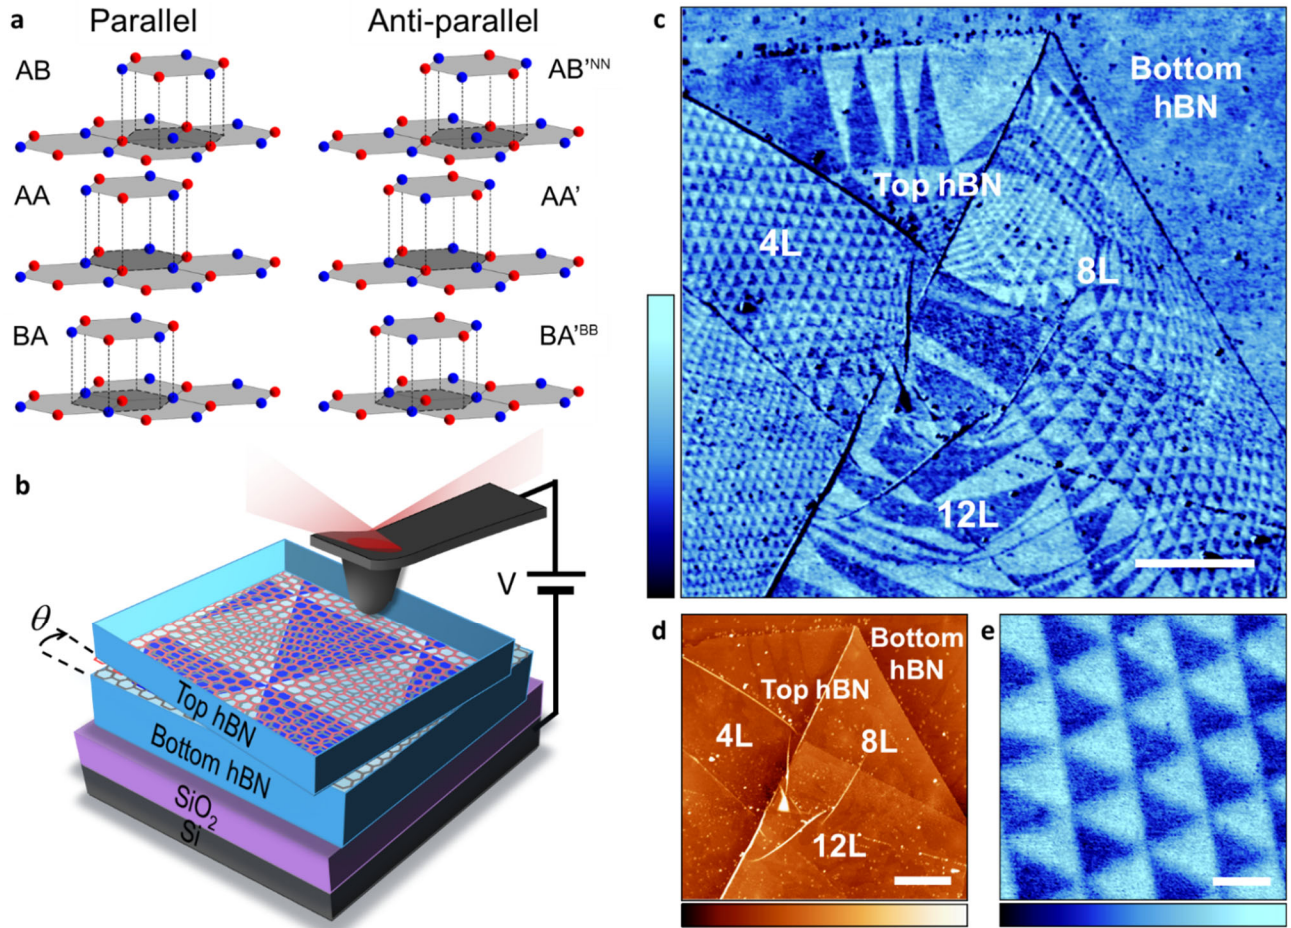 a
Parallel
Anti-parallel
AB
AB'NN
AA
AA'
BA
BA'BB
b
V
θ
Top hBN
Bottom hBN
SiO2
Si
c
Bottom
hBN
Top hBN
4L
8L
12L
d
Bottom
hBN
Top hBN
4L
8L
12L
e